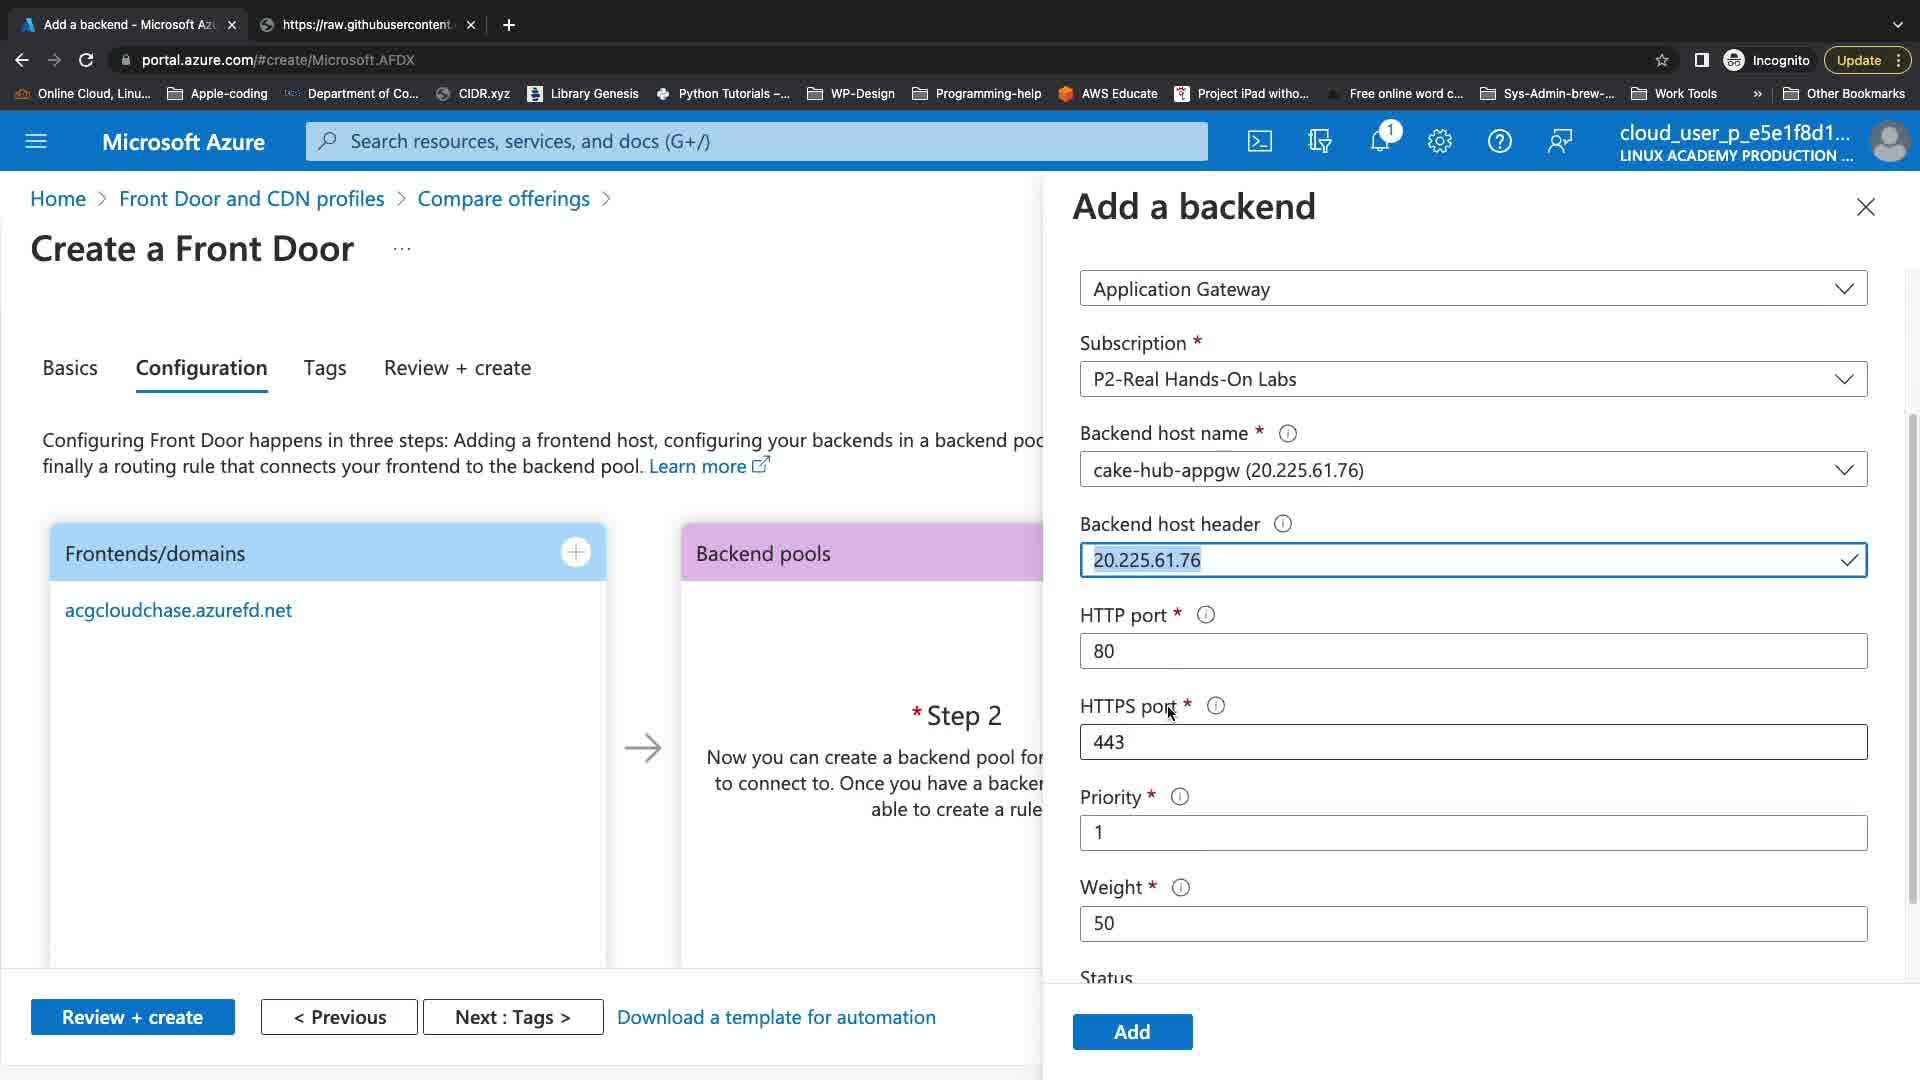 Add a backend - Microsoft Az
https://raw.githubusercontent
portal.azure.com/#create/Microsoft.AFDX
Incognito
Update
Online Cloud, Linu...
Apple-coding
Department of Co...
CIDR.xyz
Library Genesis
Python Tutorials –...
WP-Design
Programming-help
AWS Educate
Project iPad witho...
Free online word c...
Sys-Admin-brew-...
Work Tools
»
Other Bookmarks
Microsoft Azure
Search resources, services, and docs (G+/)
1
cloud_user_p_e5e1f8d1...
LINUX ACADEMY PRODUCTION ...
Home > Front Door and CDN profiles > Compare offerings >
Create a Front Door ...
Basics
Configuration
Tags
Review + create
Configuring Front Door happens in three steps: Adding a frontend host, configuring your backends in a backend poo
finally a routing rule that connects your frontend to the backend pool. Learn more
Frontends/domains
acgcloudchase.azurefd.net
Backend pools
* Step 2
Now you can create a backend pool for
to connect to. Once you have a backen
able to create a rule
Review + create
< Previous
Next : Tags >
Download a template for automation
Add a backend
Application Gateway
Subscription *
P2-Real Hands-On Labs
Backend host name *
cake-hub-appgw (20.225.61.76)
Backend host header
20.225.61.76
HTTP port *
80
HTTPS port *
443
Priority *
1
Weight *
50
Status
Add